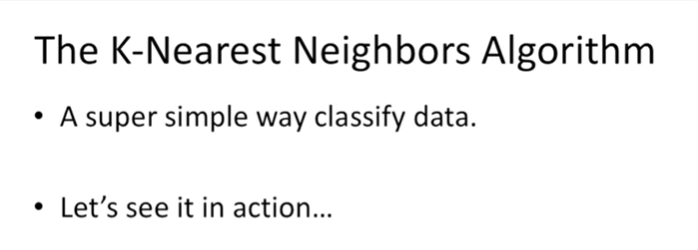 The K-Nearest Neighbors Algorithm
• A super simple way classify data.
• Let's see it in action...